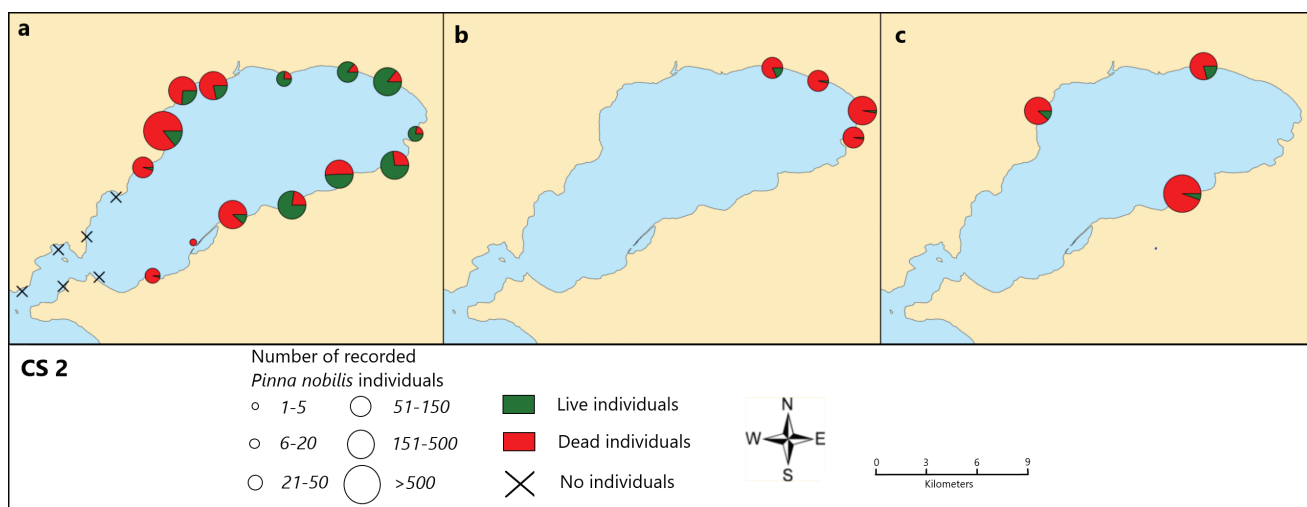 a
b
c
CS 2
Number of recorded
Pinna nobilis individuals
1-5
51-150
6-20
151-500
21-50
>500
Live individuals
Dead individuals
No individuals
N
W E
S
0 3 6 9
Kilometers